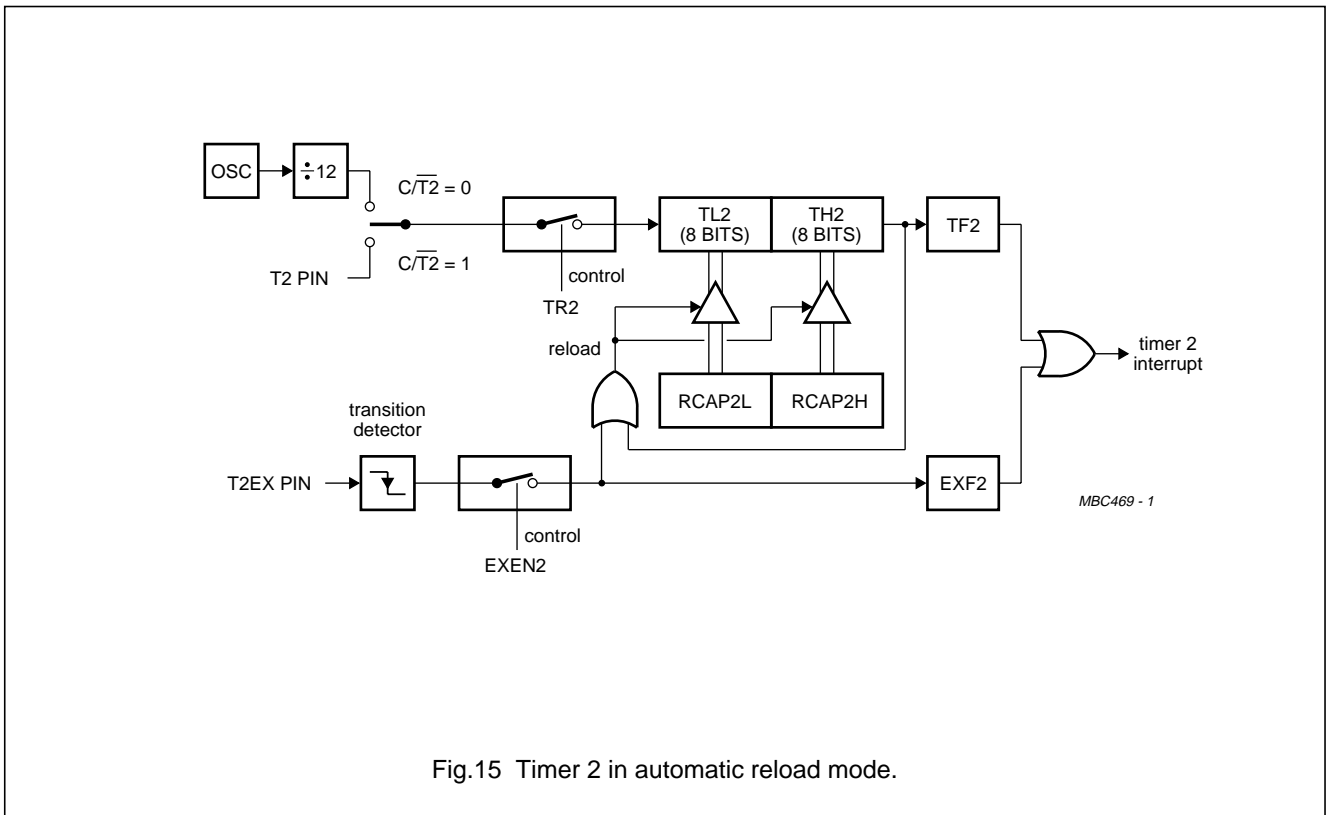 OSC
÷12
C/T̅2̅ = 0
C/T̅2̅ = 1
T2 PIN
control
TR2
TL2
(8 BITS)
TH2
(8 BITS)
TF2
reload
RCAP2L
RCAP2H
timer 2
interrupt
transition
detector
T2EX PIN
control
EXEN2
EXF2
MBC469 - 1
Fig.15 Timer 2 in automatic reload mode.